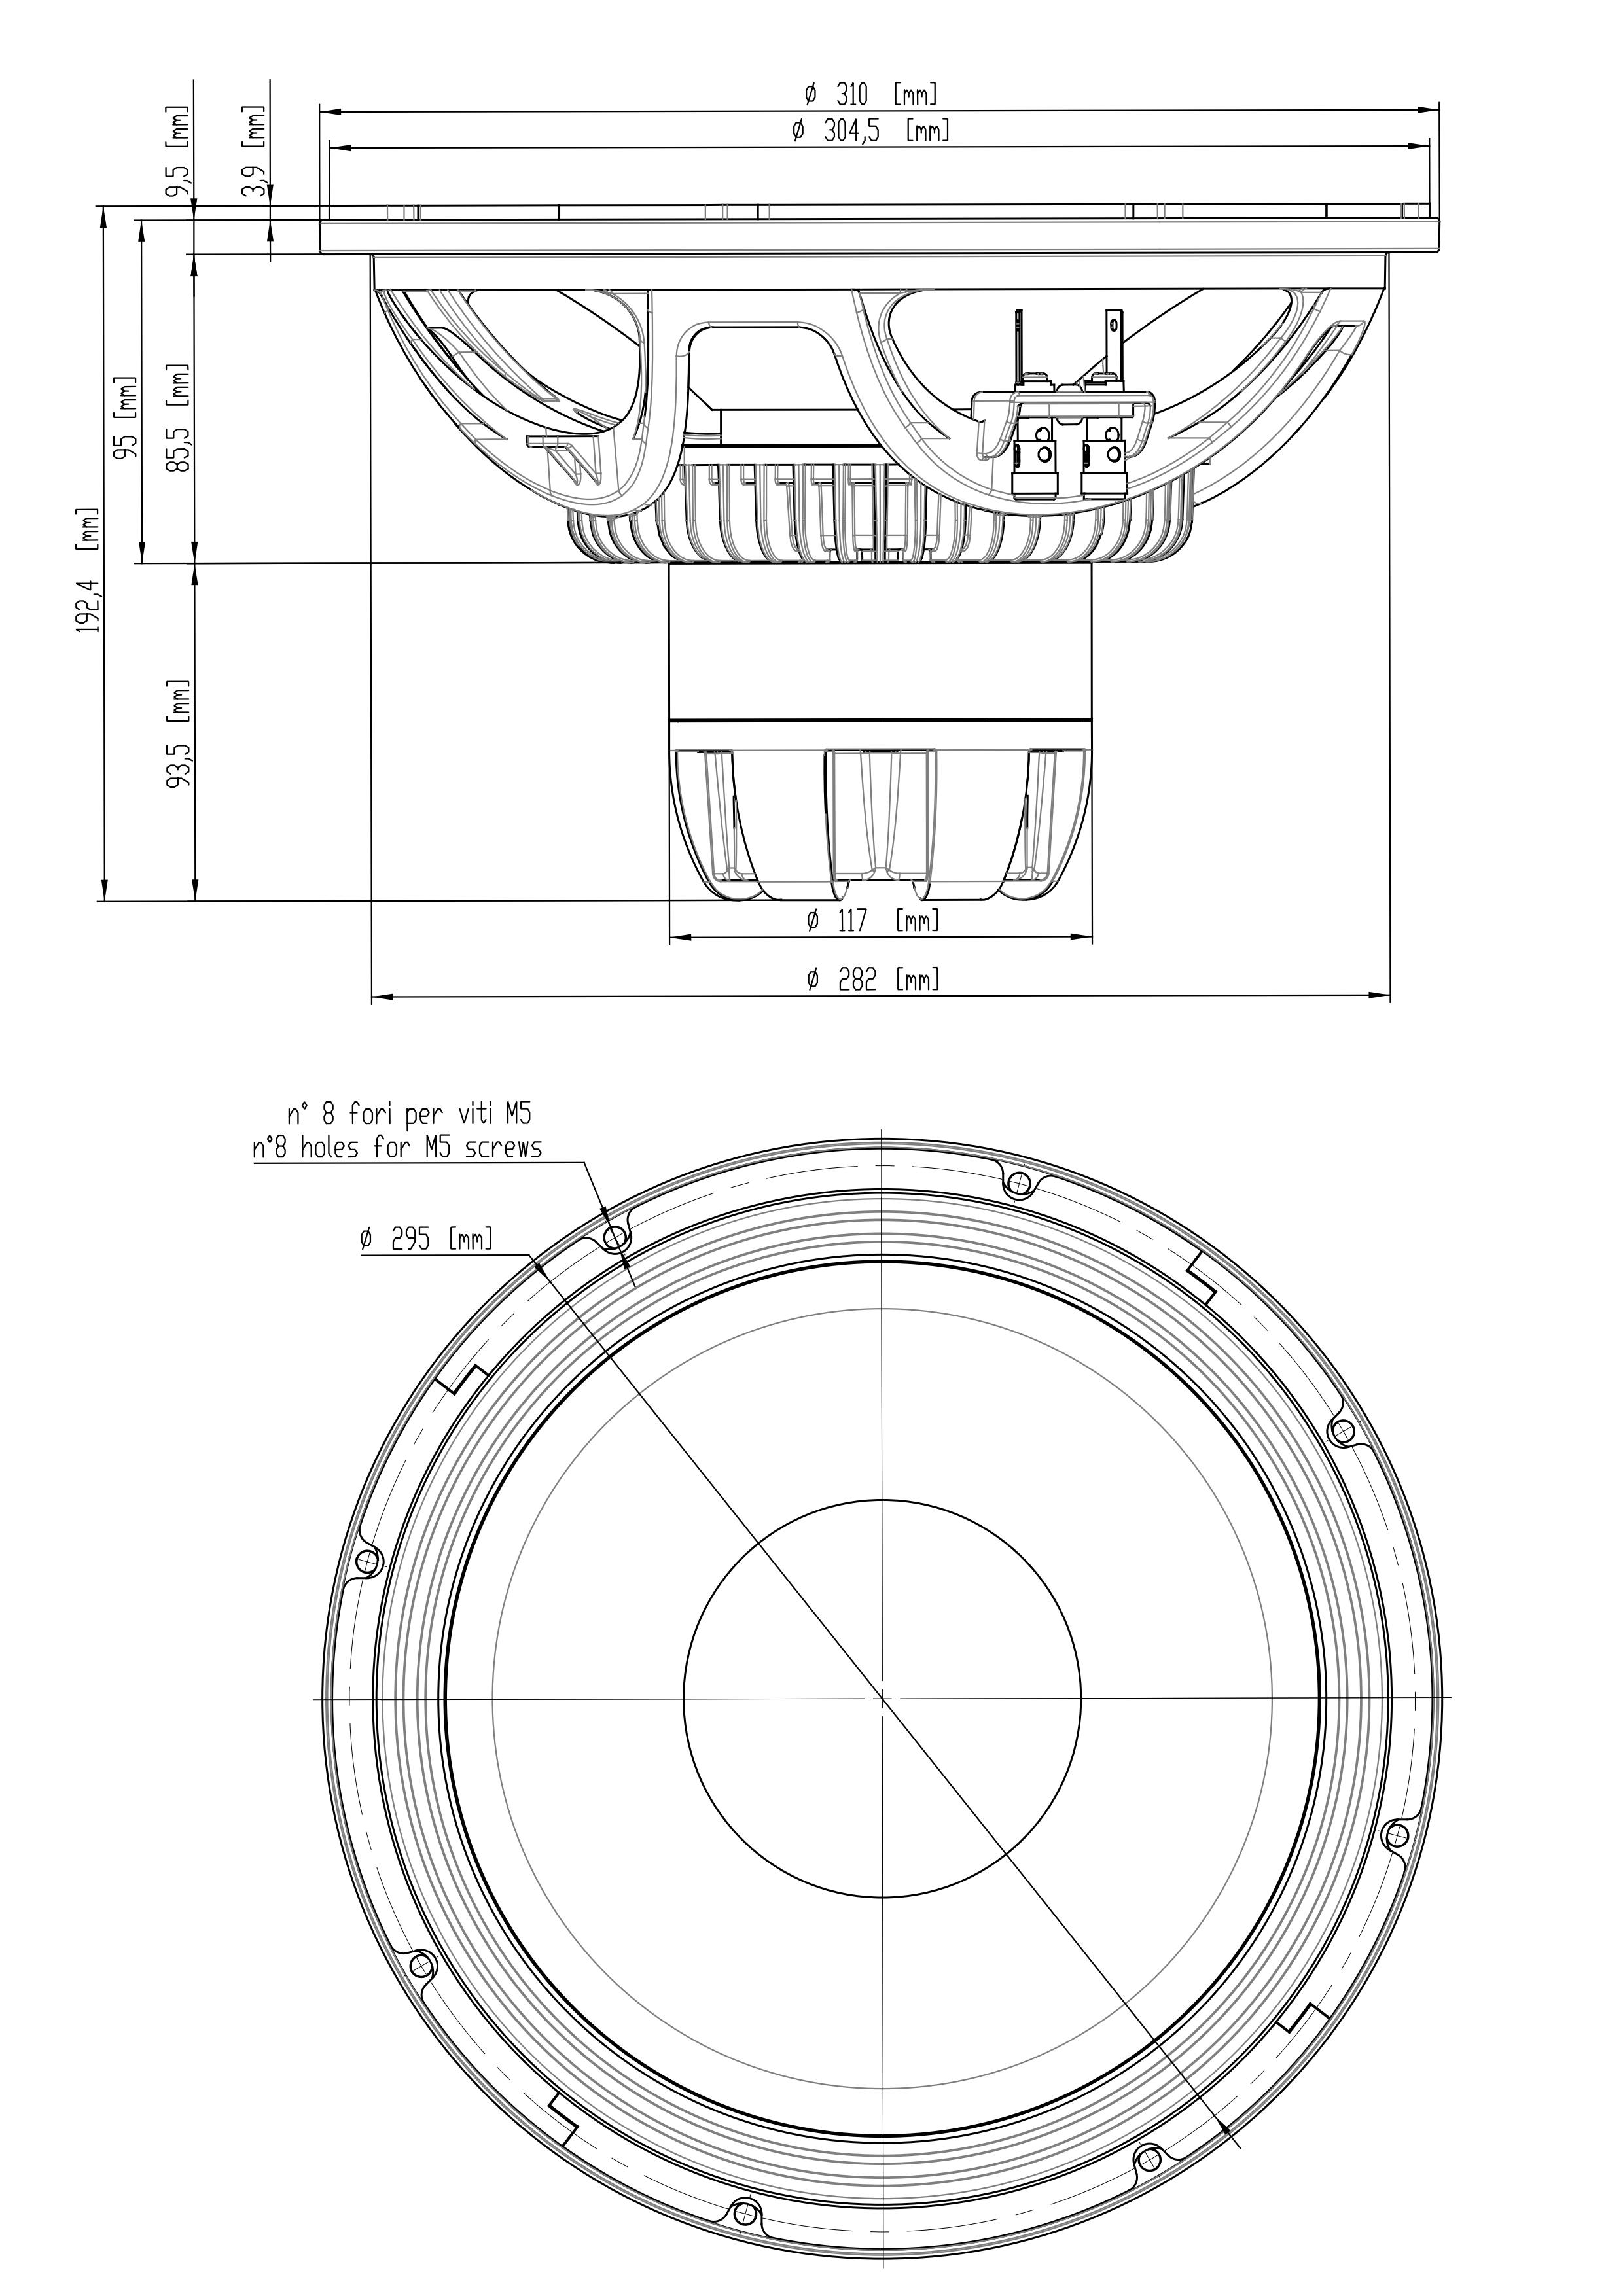 Ø 310 [mm]
Ø 304,5 [mm]
9,5 [mm]
3,9 [mm]
95 [mm]
85,5 [mm]
192,4 [mm]
93,5 [mm]
Ø 117 [mm]
Ø 282 [mm]
n° 8 fori per viti M5
n°8 holes for M5 screws
Ø 295 [mm]